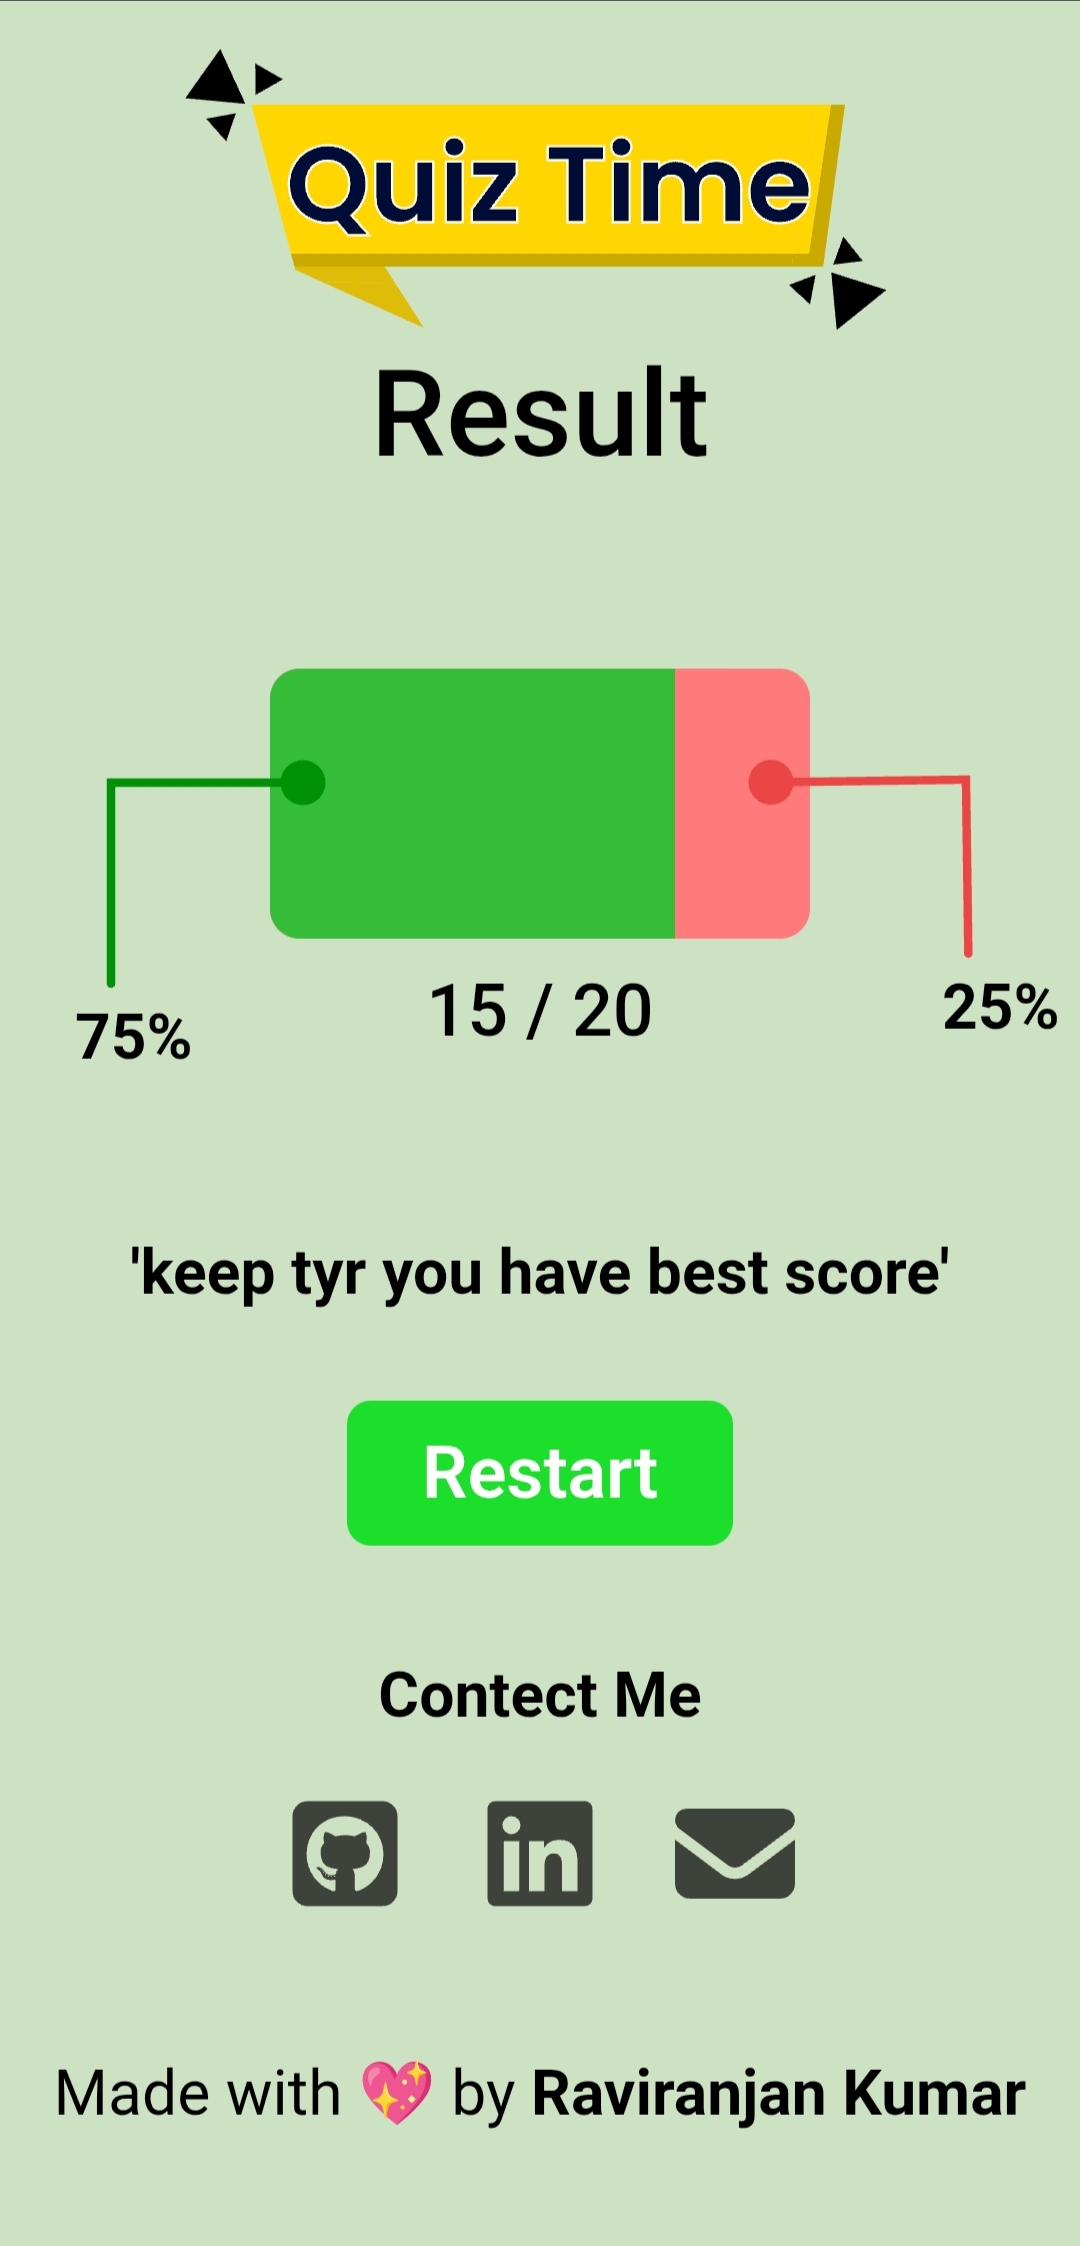 Quiz Time
Result
75%
15 / 20
25%
'keep tyr you have best score'
Restart
Contect Me
in
Made with 💖 by Raviranjan Kumar